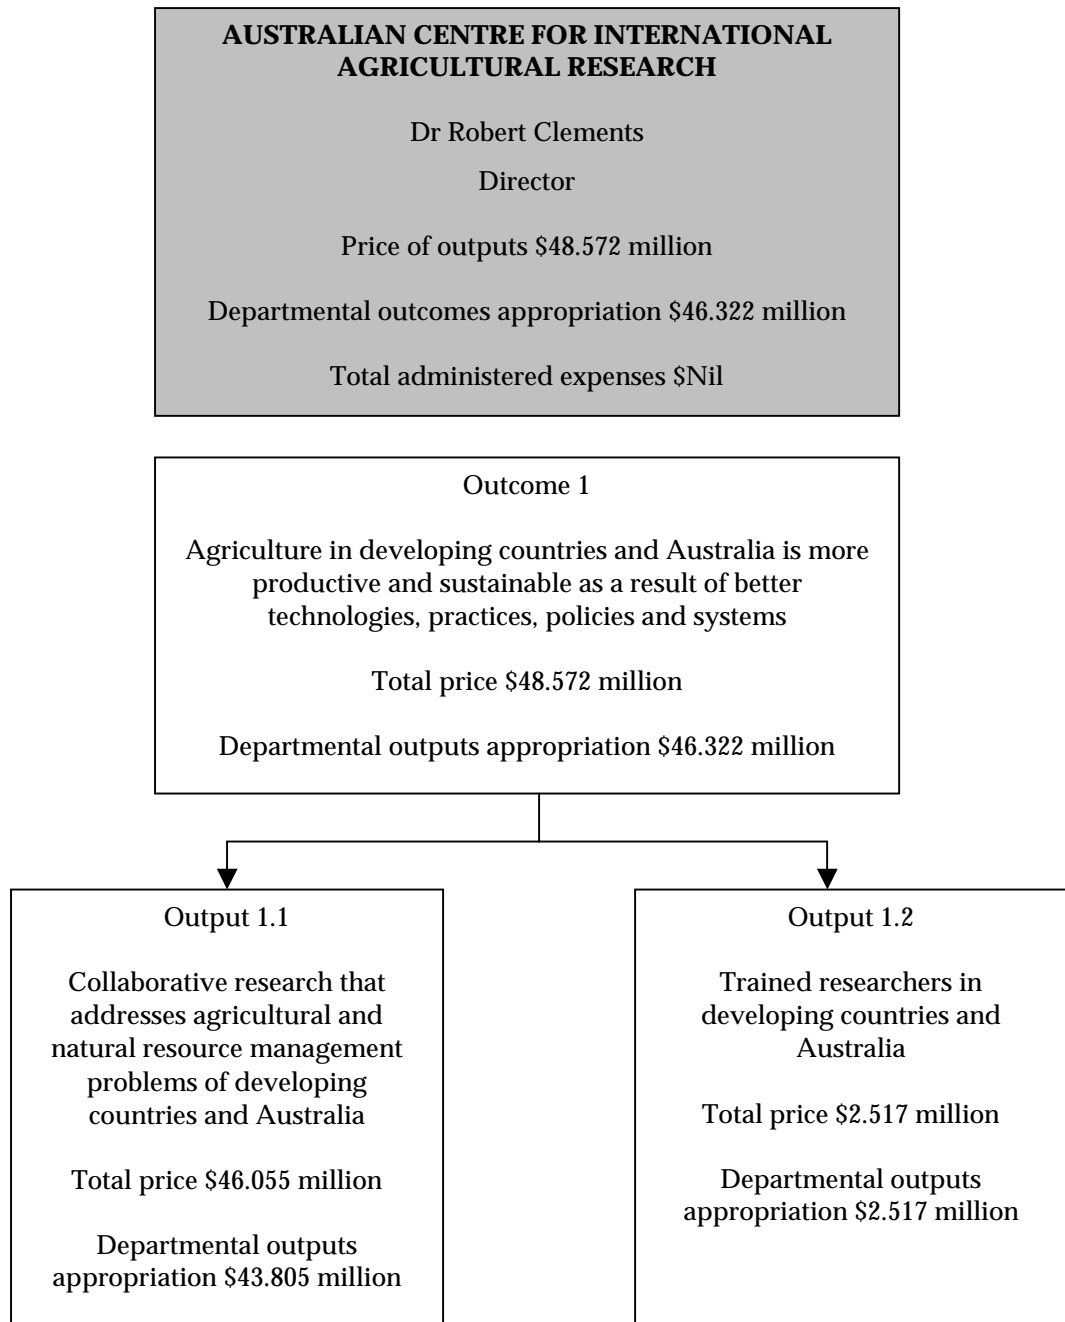 AUSTRALIAN CENTRE FOR INTERNATIONAL
AGRICULTURAL RESEARCH
Dr Robert Clements
Director
Price of outputs $48.572 million
Departmental outcomes appropriation $46.322 million
Total administered expenses $Nil
Outcome 1
Agriculture in developing countries and Australia is more
productive and sustainable as a result of better
technologies, practices, policies and systems
Total price $48.572 million
Departmental outputs appropriation $46.322 million
Output 1.1
Collaborative research that
addresses agricultural and
natural resource management
problems of developing
countries and Australia
Total price $46.055 million
Departmental outputs
appropriation $43.805 million
Output 1.2
Trained researchers in
developing countries and
Australia
Total price $2.517 million
Departmental outputs
appropriation $2.517 million